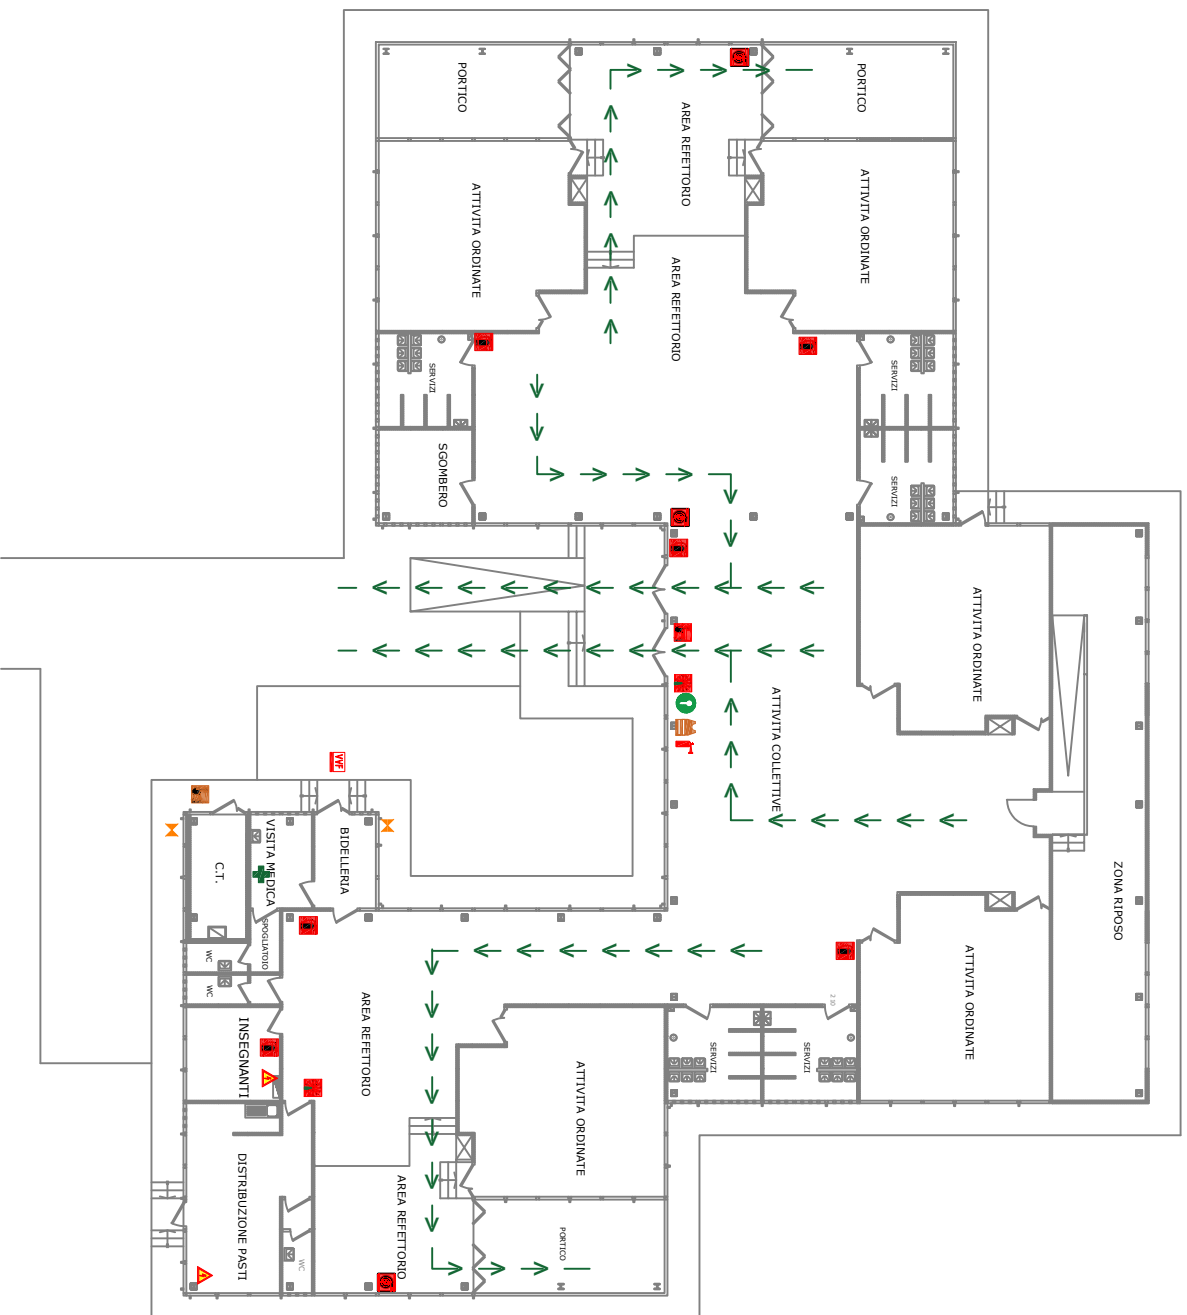 PORTICO
AREA REFETTORIO
PORTICO
ATTIVITA ORDINATE
ATTIVITA ORDINATE
AREA REFETTORIO
SERVIZI
SERVIZI
SGOMBERO
SERVIZI
ATTIVITA ORDINATE
ATTIVITA COLLETTIVE
VVF
BIDELLERIA
VISITA MEDICA
C.T.
ZONA RIPOSO
SPOGLIATOIO
WC
WC
ATTIVITA ORDINATE
INSEGNANTI
AREA REFETTORIO
SERVIZI
SERVIZI
ATTIVITA ORDINATE
DISTRIBUZIONE PASTI
AREA REFETTORIO
PORTICO
WC